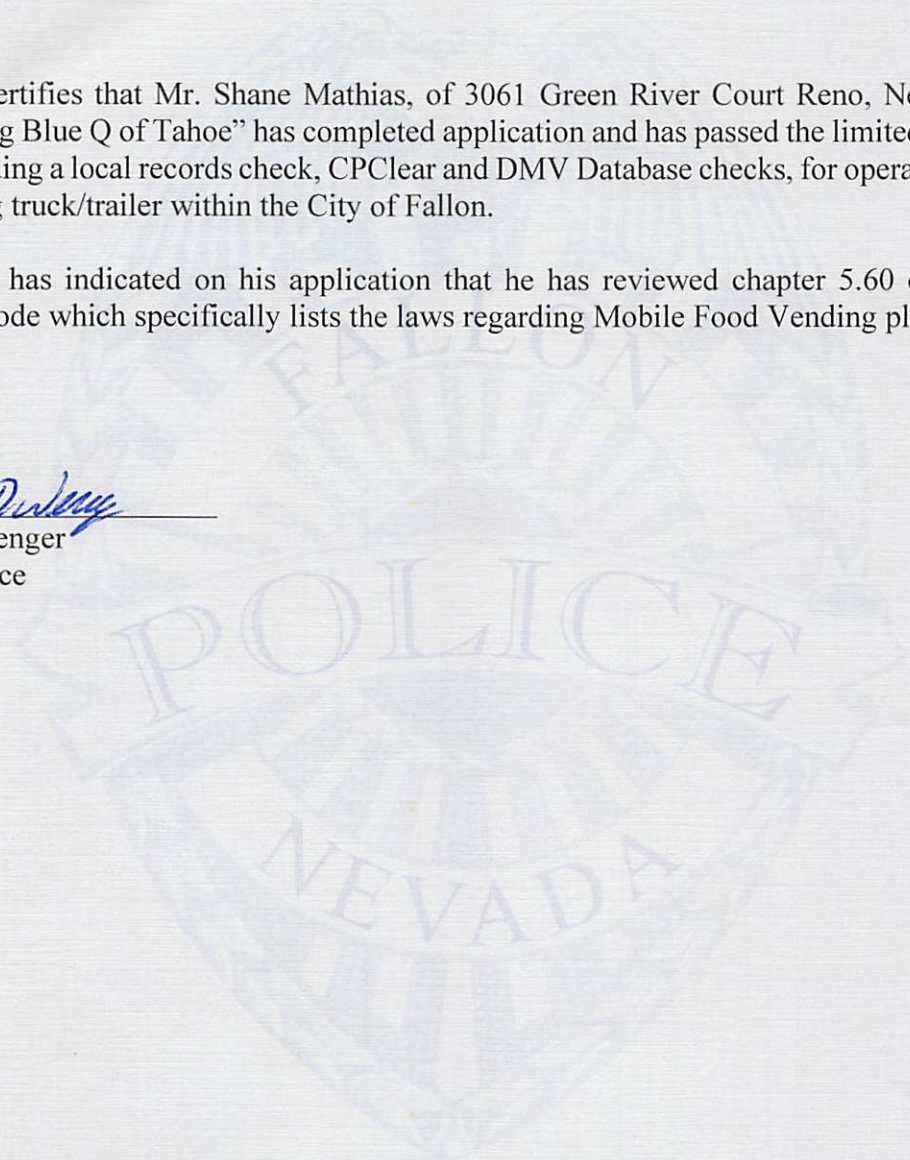 ertifies that Mr. Shane Mathias, of 3061 Green River Court Reno, Ne
g Blue Q of Tahoe” has completed application and has passed the limited
ing a local records check, CPClear and DMV Database checks, for opera
g truck/trailer within the City of Fallon.
has indicated on his application that he has reviewed chapter 5.60
ode which specifically lists the laws regarding Mobile Food Vending pl
FALLON
enger
ce
POLICE
NEVADA